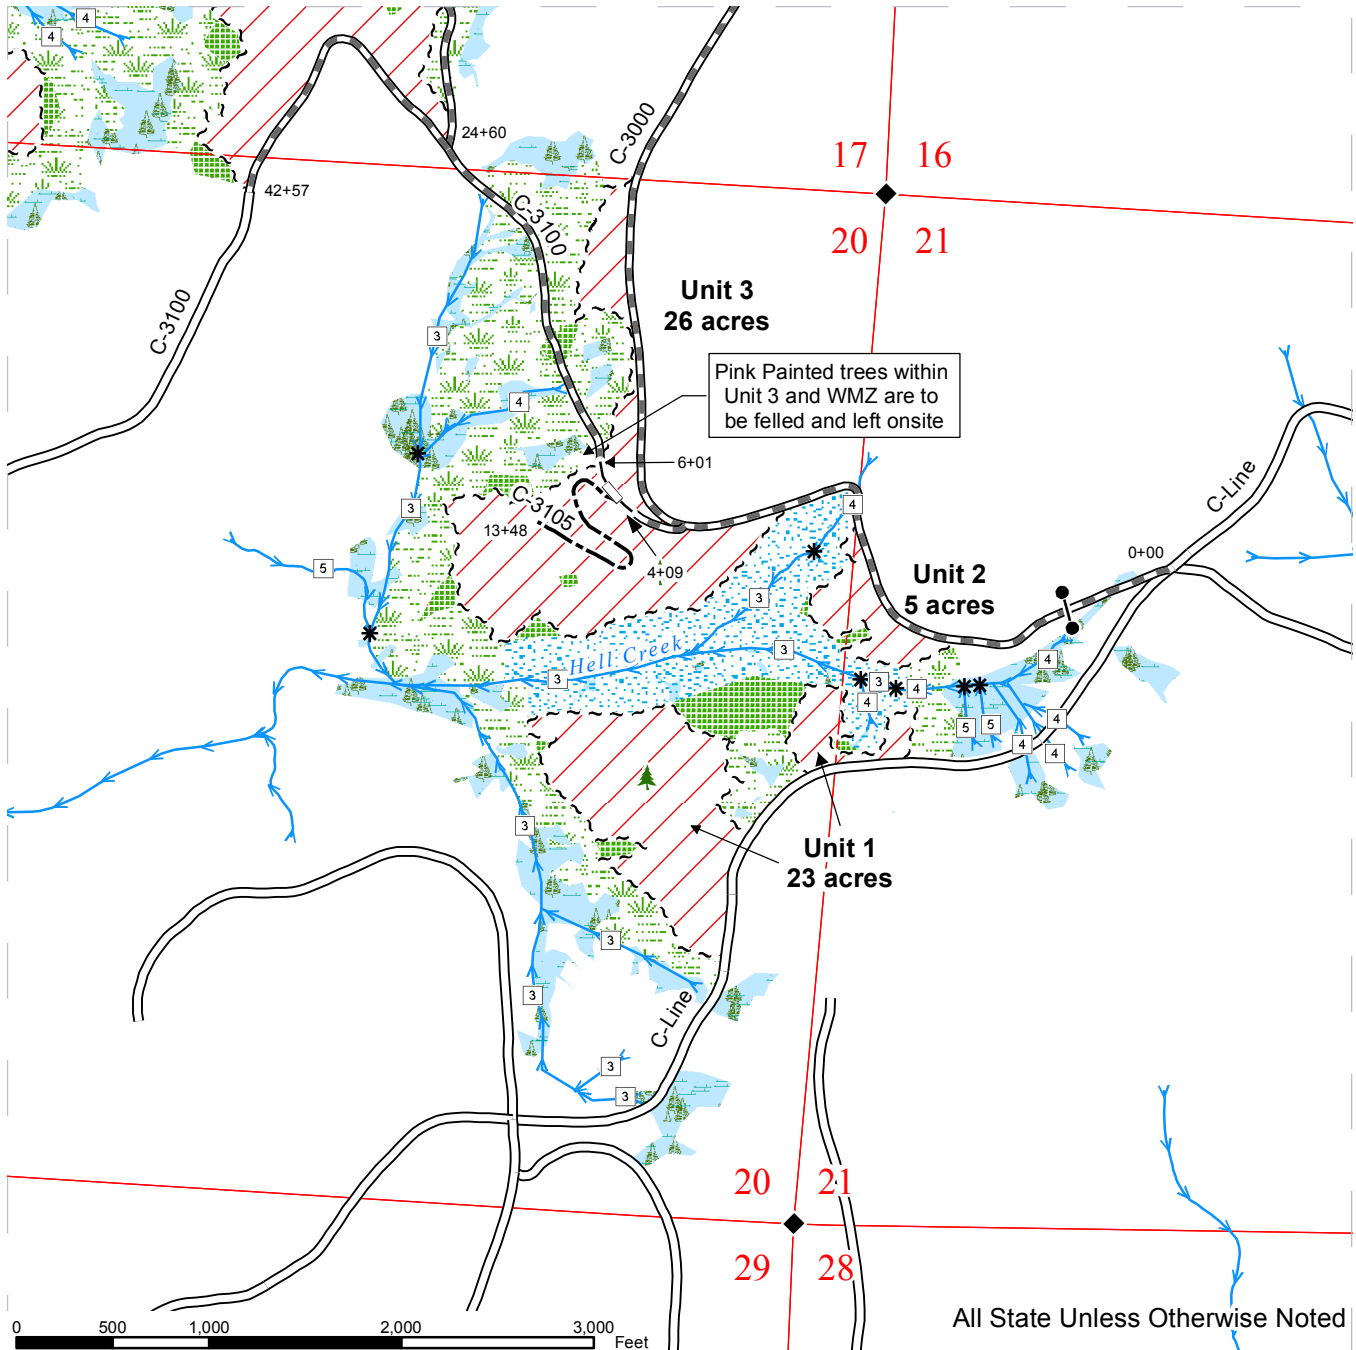 4
4
24+60
C-3000
17
16
42+57
C-3100
20
21
C-3100
Unit 3
26 acres
3
Pink Painted trees within
Unit 3 and WMZ are to
be felled and left onsite
4
6+01
C-Line
C-3105
3
4
13+48
0+00
5
4+09
Unit 2
5 acres
3
Hell Creek
3
4
3
3
4
4
5
5
4
4
4
3
Unit 1
23 acres
3
C-Line
3
3
3
20
21
29
28
All State Unless Otherwise Noted
0
500
1,000
2,000
3,000
Feet